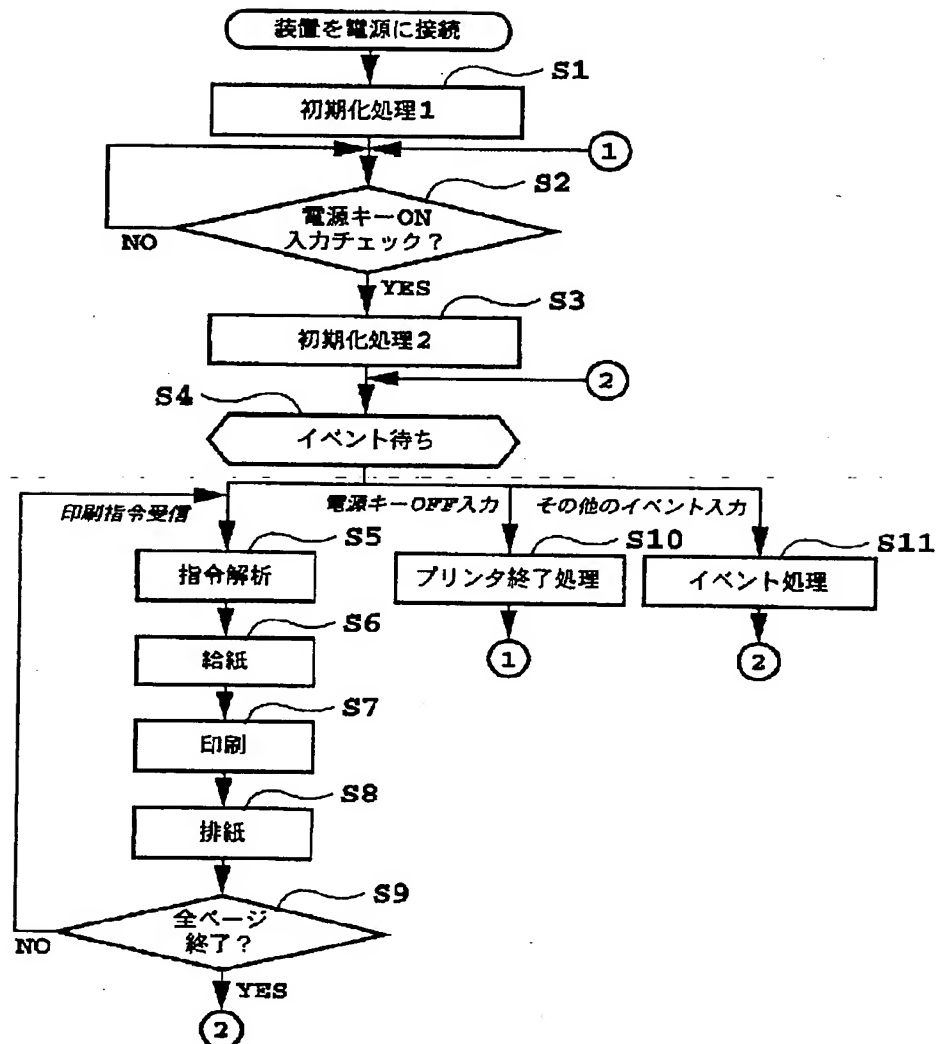 装置を電源に接続
S1
初期化処理1
1
S2
電源キーON
入力チェック?
NO
YES
S3
初期化処理2
2
S4
イベント待ち
印刷指令受信
電源キーOFF入力
その他のイベント入力
S5
指令解析
S10
プリンタ終了処理
S11
イベント処理
S6
給紙
1
2
S7
印刷
S8
排紙
S9
全ページ
終了?
NO
YES
2